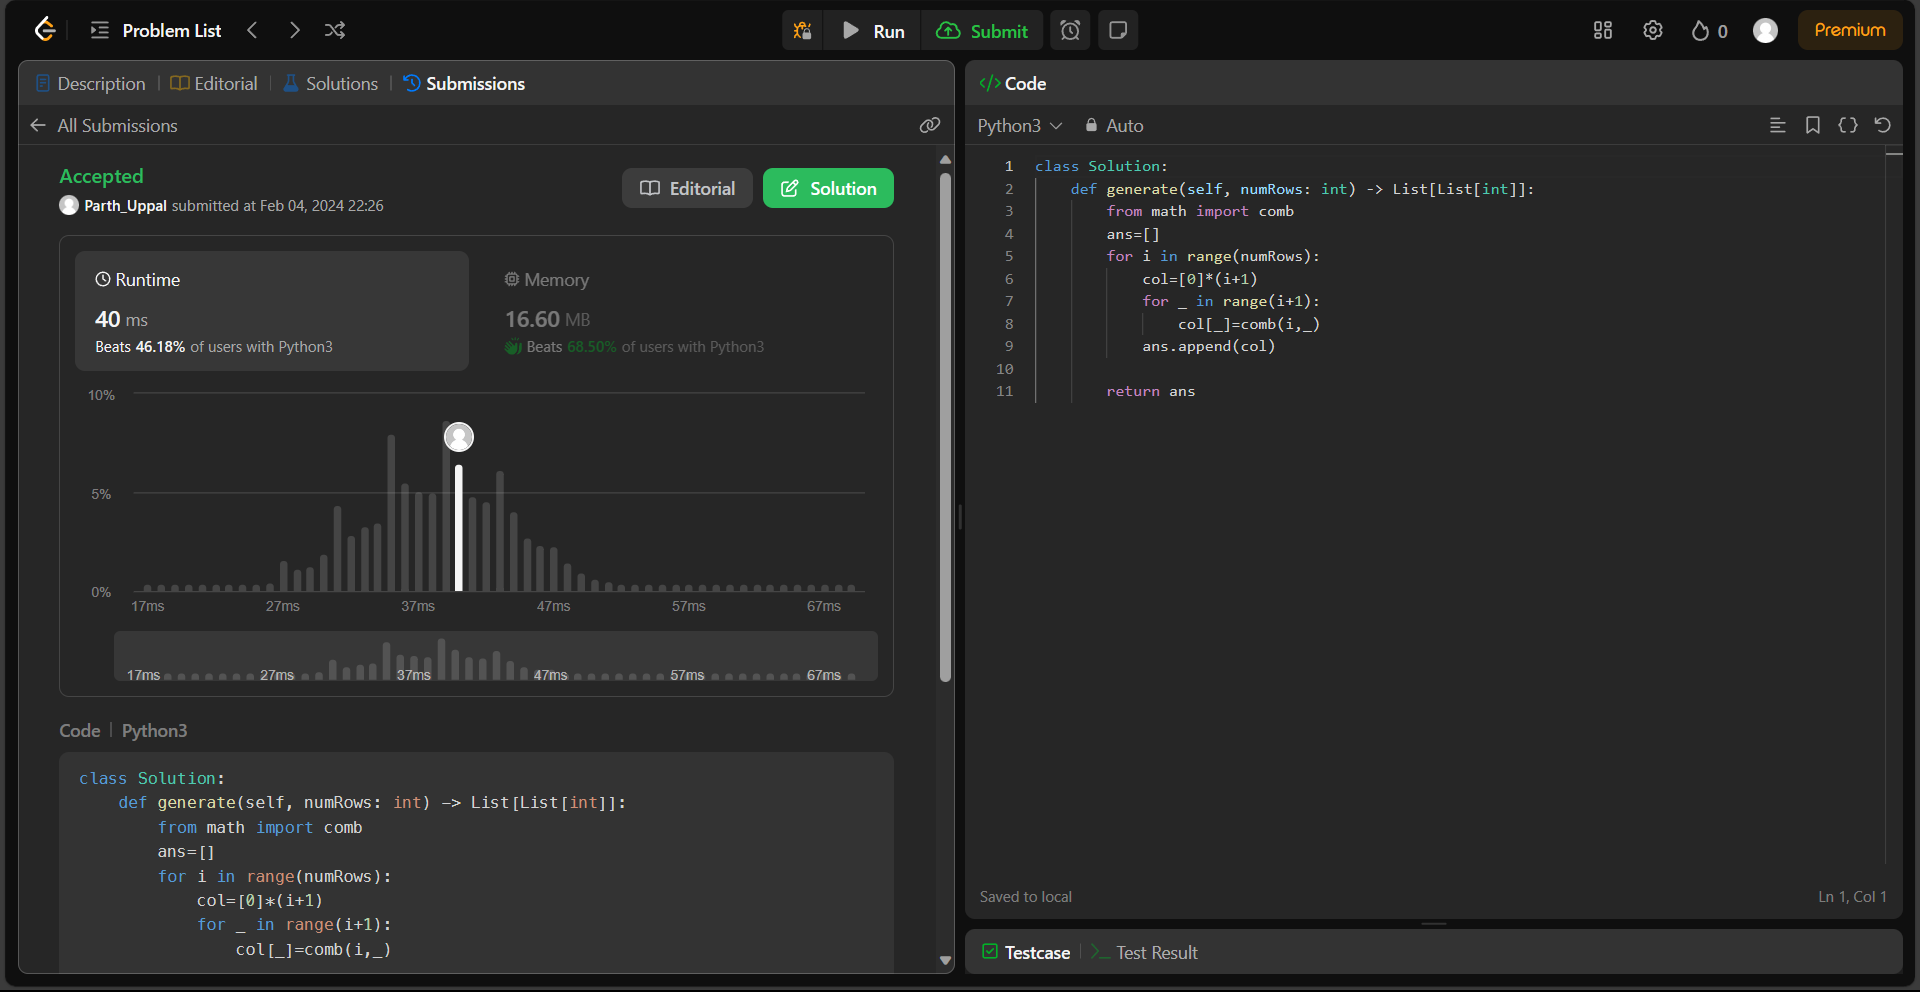 Problem List
Run
Submit
0
Premium
Description
Editorial
Solutions
Submissions
All Submissions
Accepted
Parth_Uppal submitted at Feb 04, 2024 22:26
Editorial
Solution
Runtime
40 ms
Beats 46.18% of users with Python3
Memory
16.60 MB
Beats 68.50% of users with Python3
10%
5%
0%
17ms 27ms 37ms 47ms 57ms 67ms
17ms 27ms 37ms 47ms 57ms 67ms
Code | Python3
class Solution:
    def generate(self, numRows: int) -> List[List[int]]:
        from math import comb
        ans=[]
        for i in range(numRows):
            col=[0]*(i+1)
            for _ in range(i+1):
                col[_]=comb(i,_)
</> Code
Python3
Auto
1 class Solution:
2     def generate(self, numRows: int) -> List[List[int]]:
3         from math import comb
4         ans=[]
5         for i in range(numRows):
6             col=[0]*(i+1)
7             for _ in range(i+1):
8                 col[_]=comb(i,_)
9             ans.append(col)
10
11         return ans
Saved to local
Ln 1, Col 1
Testcase
Test Result